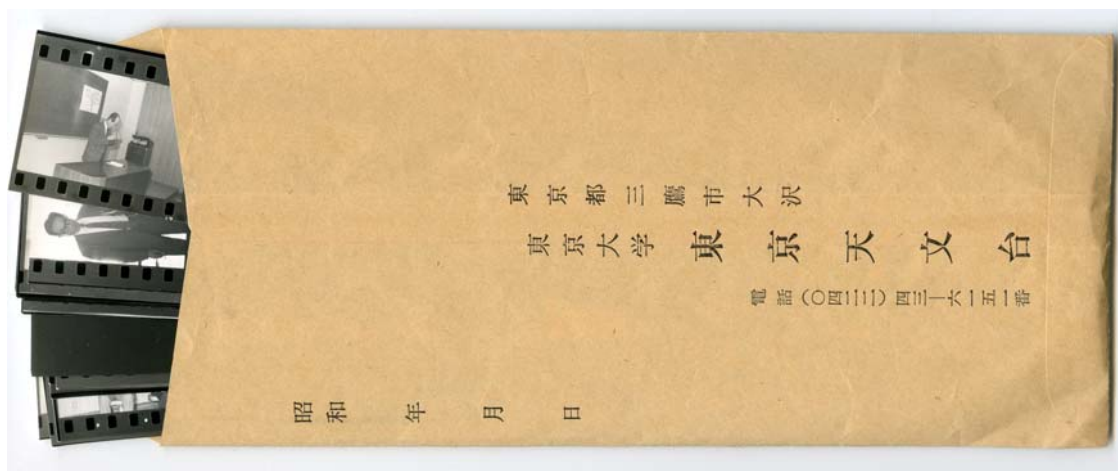 東京都三鷹市大沢
東京大学 東京天文台
電話(〇四二二)四三―六一五一番
昭和 年 月 日